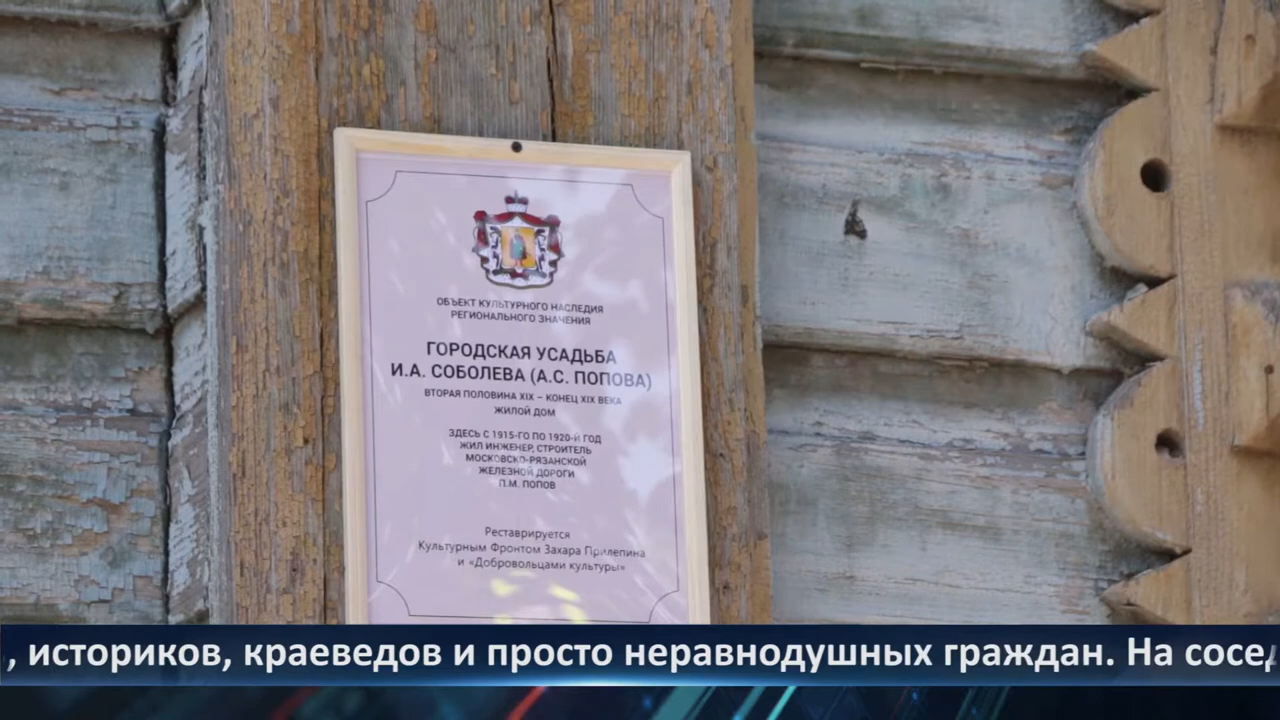 ОБЪЕКТ КУЛЬТУРНОГО НАСЛЕДИЯ
РЕГИОНАЛЬНОГО ЗНАЧЕНИЯ
ГОРОДСКАЯ УСАДЬБА
И.А. СОБОЛЕВА (А.С. ПОПОВА)
ВТОРАЯ ПОЛОВИНА XIX – КОНЕЦ XIX ВЕКА
ЖИЛОЙ ДОМ
ЗДЕСЬ С 1915-ГО ПО 1920-Й ГОД
ЖИЛ ИНЖЕНЕР, СТРОИТЕЛЬ
МОСКОВСКО-РЯЗАНСКОЙ
ЖЕЛЕЗНОЙ ДОРОГИ
П.М. ПОПОВ
Реставрируется
Культурным Фронтом Захара Прилепина
и «Добровольцами культуры»
, историков, краеведов и просто неравнодушных граждан. На сосед